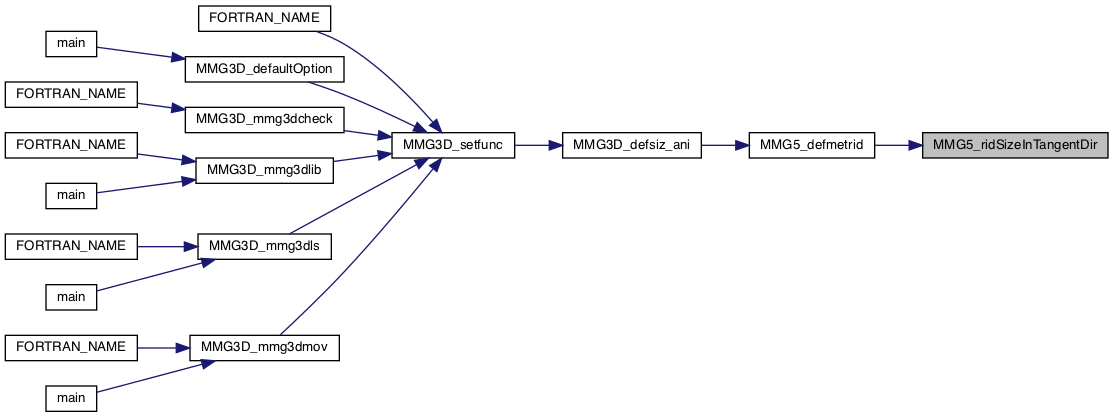 FORTRAN_NAME
main
MMG3D_defaultOption
FORTRAN_NAME
MMG3D_mmg3dcheck
FORTRAN_NAME
MMG3D_setfunc
MMG3D_defsiz_ani
MMG5_defmetrid
MMG5_ridSizeInTangentDir
MMG3D_mmg3dlib
main
FORTRAN_NAME
MMG3D_mmg3dls
main
FORTRAN_NAME
MMG3D_mmg3dmov
main